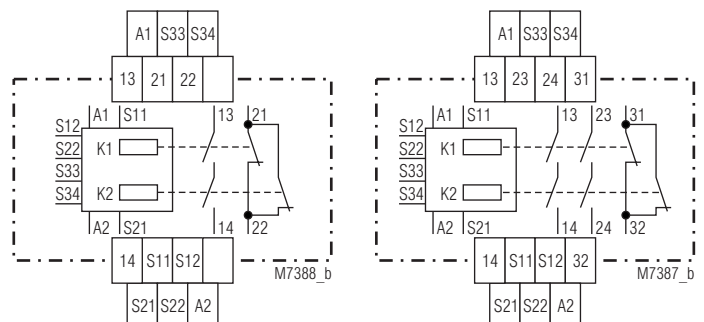 A1 S33 S34
13 21 22
A1 S11 13 21
S12
S22 K1
S33
S34 K2
A2 S21 14 22
14 S11 S12
M7388_b
S21 S22 A2
A1 S33 S34
13 23 24 31
A1 S11 13 23 31
S12
S22 K1
S33
S34 K2
A2 S21 14 24 32
14 S11 S12 32
M7387_b
S21 S22 A2